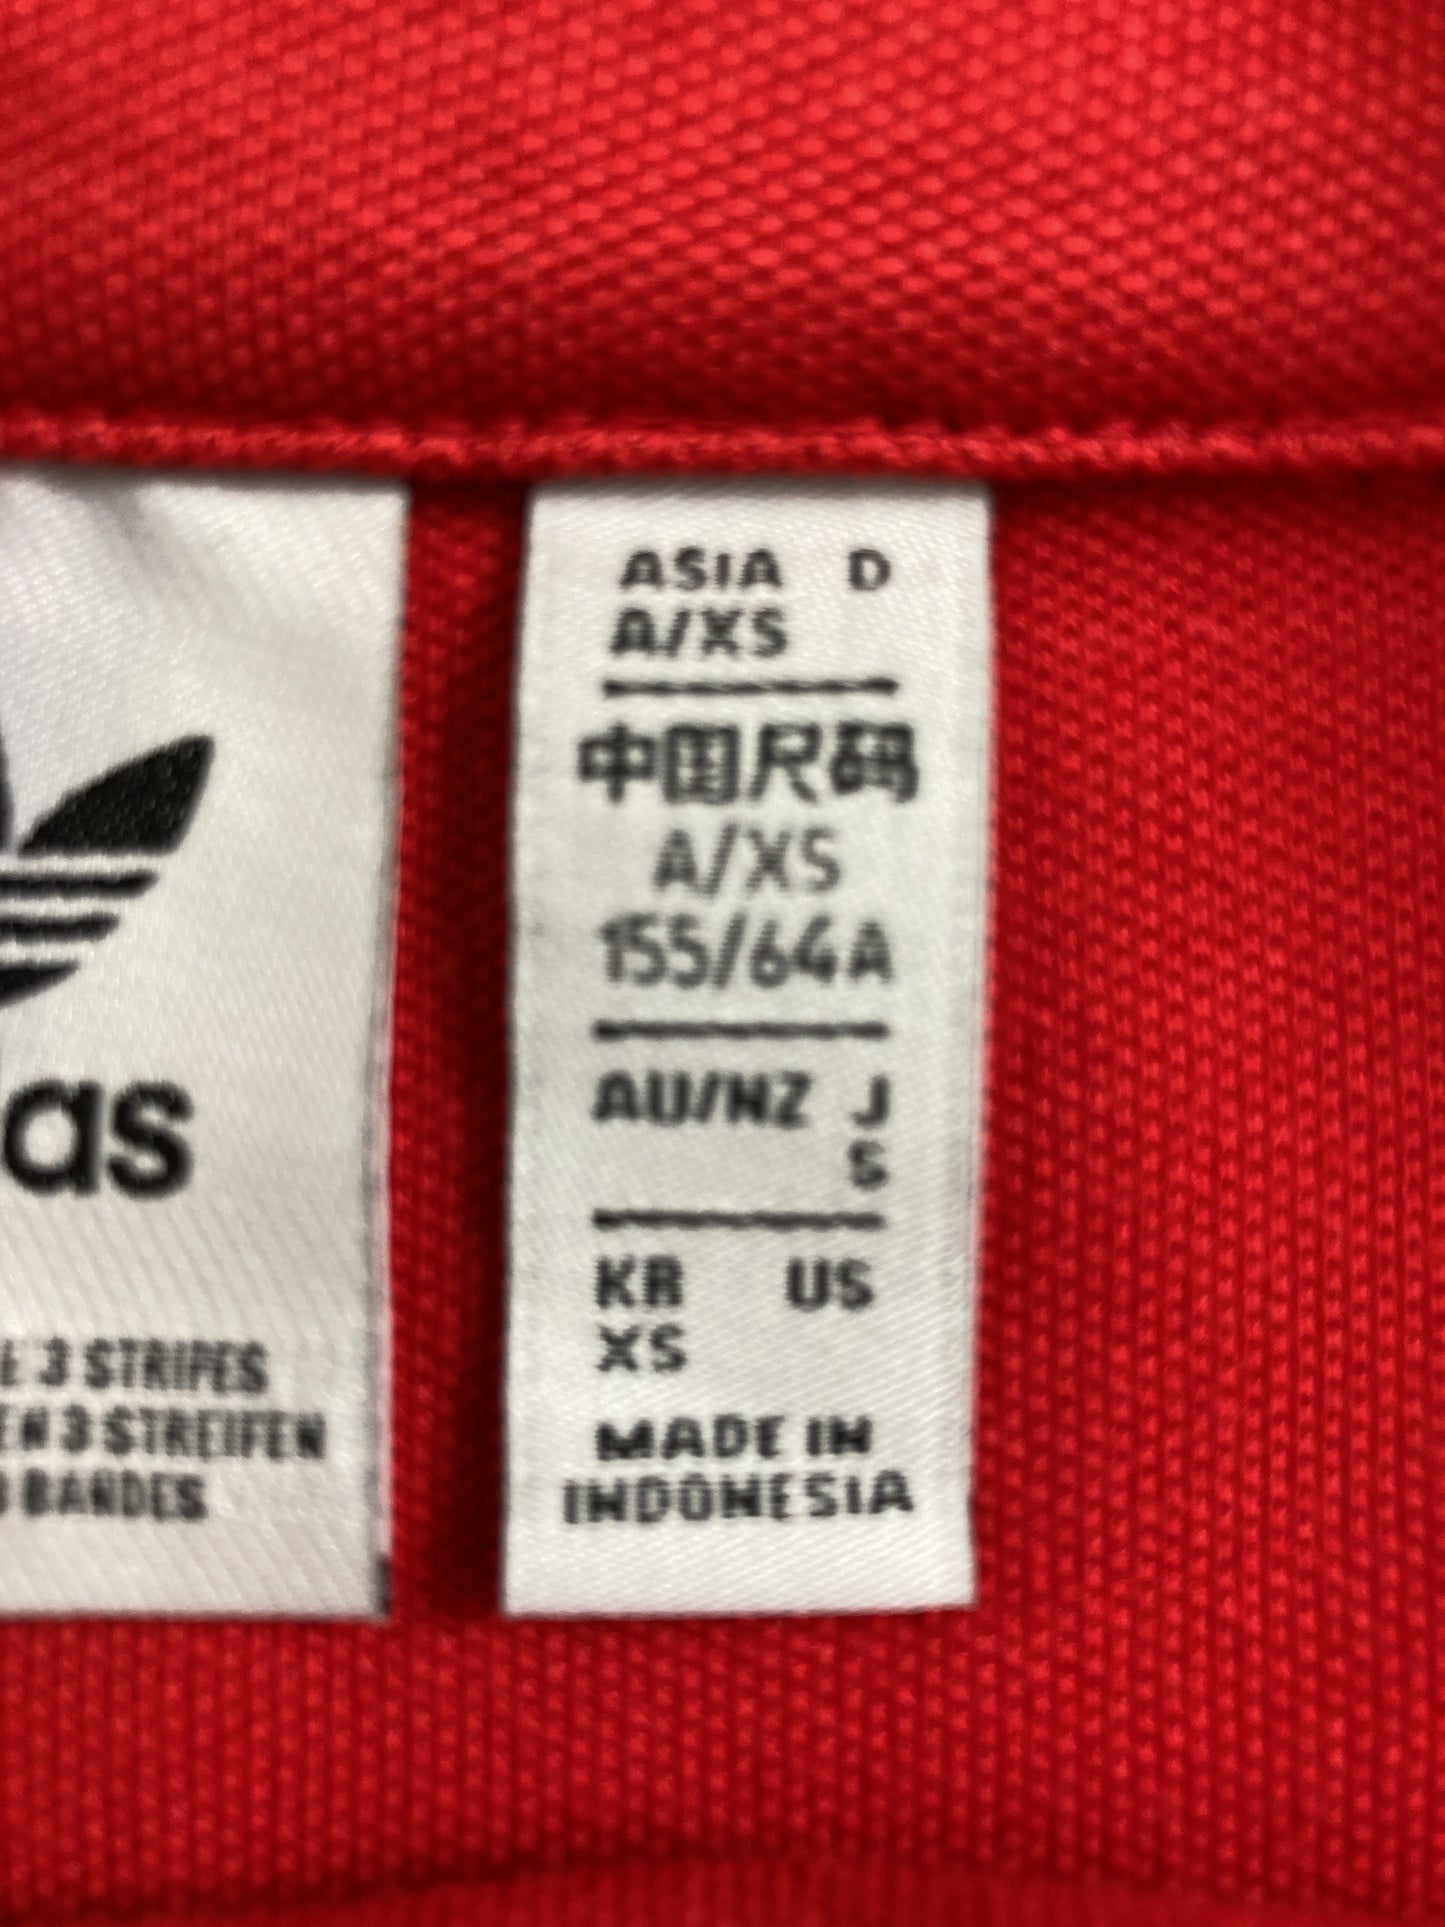 as
3 STRIPES
3 STREIFEN
BANDES
ASIA D
A/XS
中国尺码
A/XS
155/64A
AU/NZ J
S
KR US
XS
MADE IN
INDONESIA